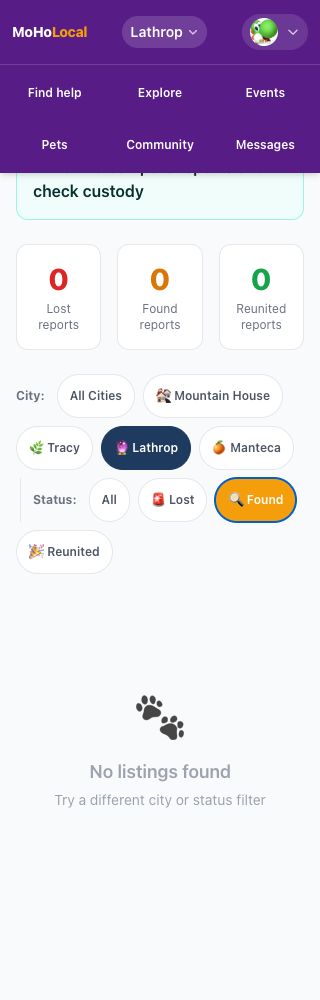 MoHoLocal
Lathrop
Find help
Explore
Events
Pets
Community
Messages
check custody
0
Lost
reports
0
Found
reports
0
Reunited
reports
City:
All Cities
Mountain House
Tracy
Lathrop
Manteca
Status:
All
Lost
Found
Reunited
No listings found
Try a different city or status filter